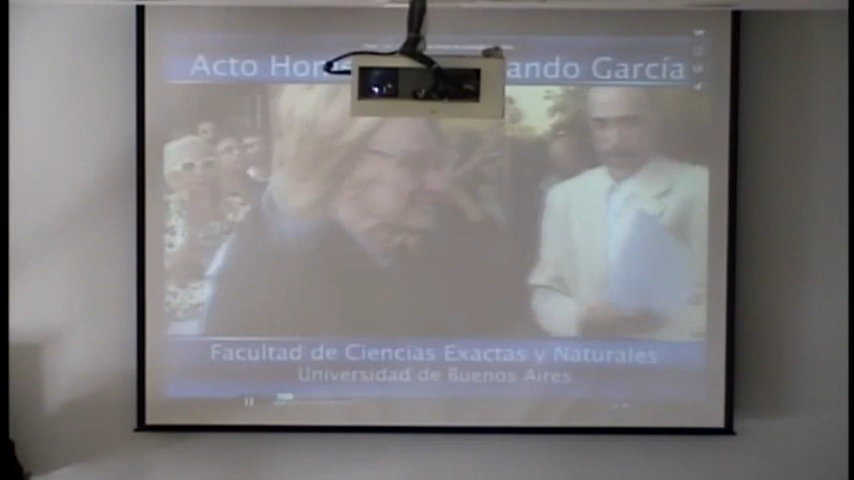 Acto Hom ando García
Facultad de Ciencias Exactas y Naturales
Universidad de Buenos Aires